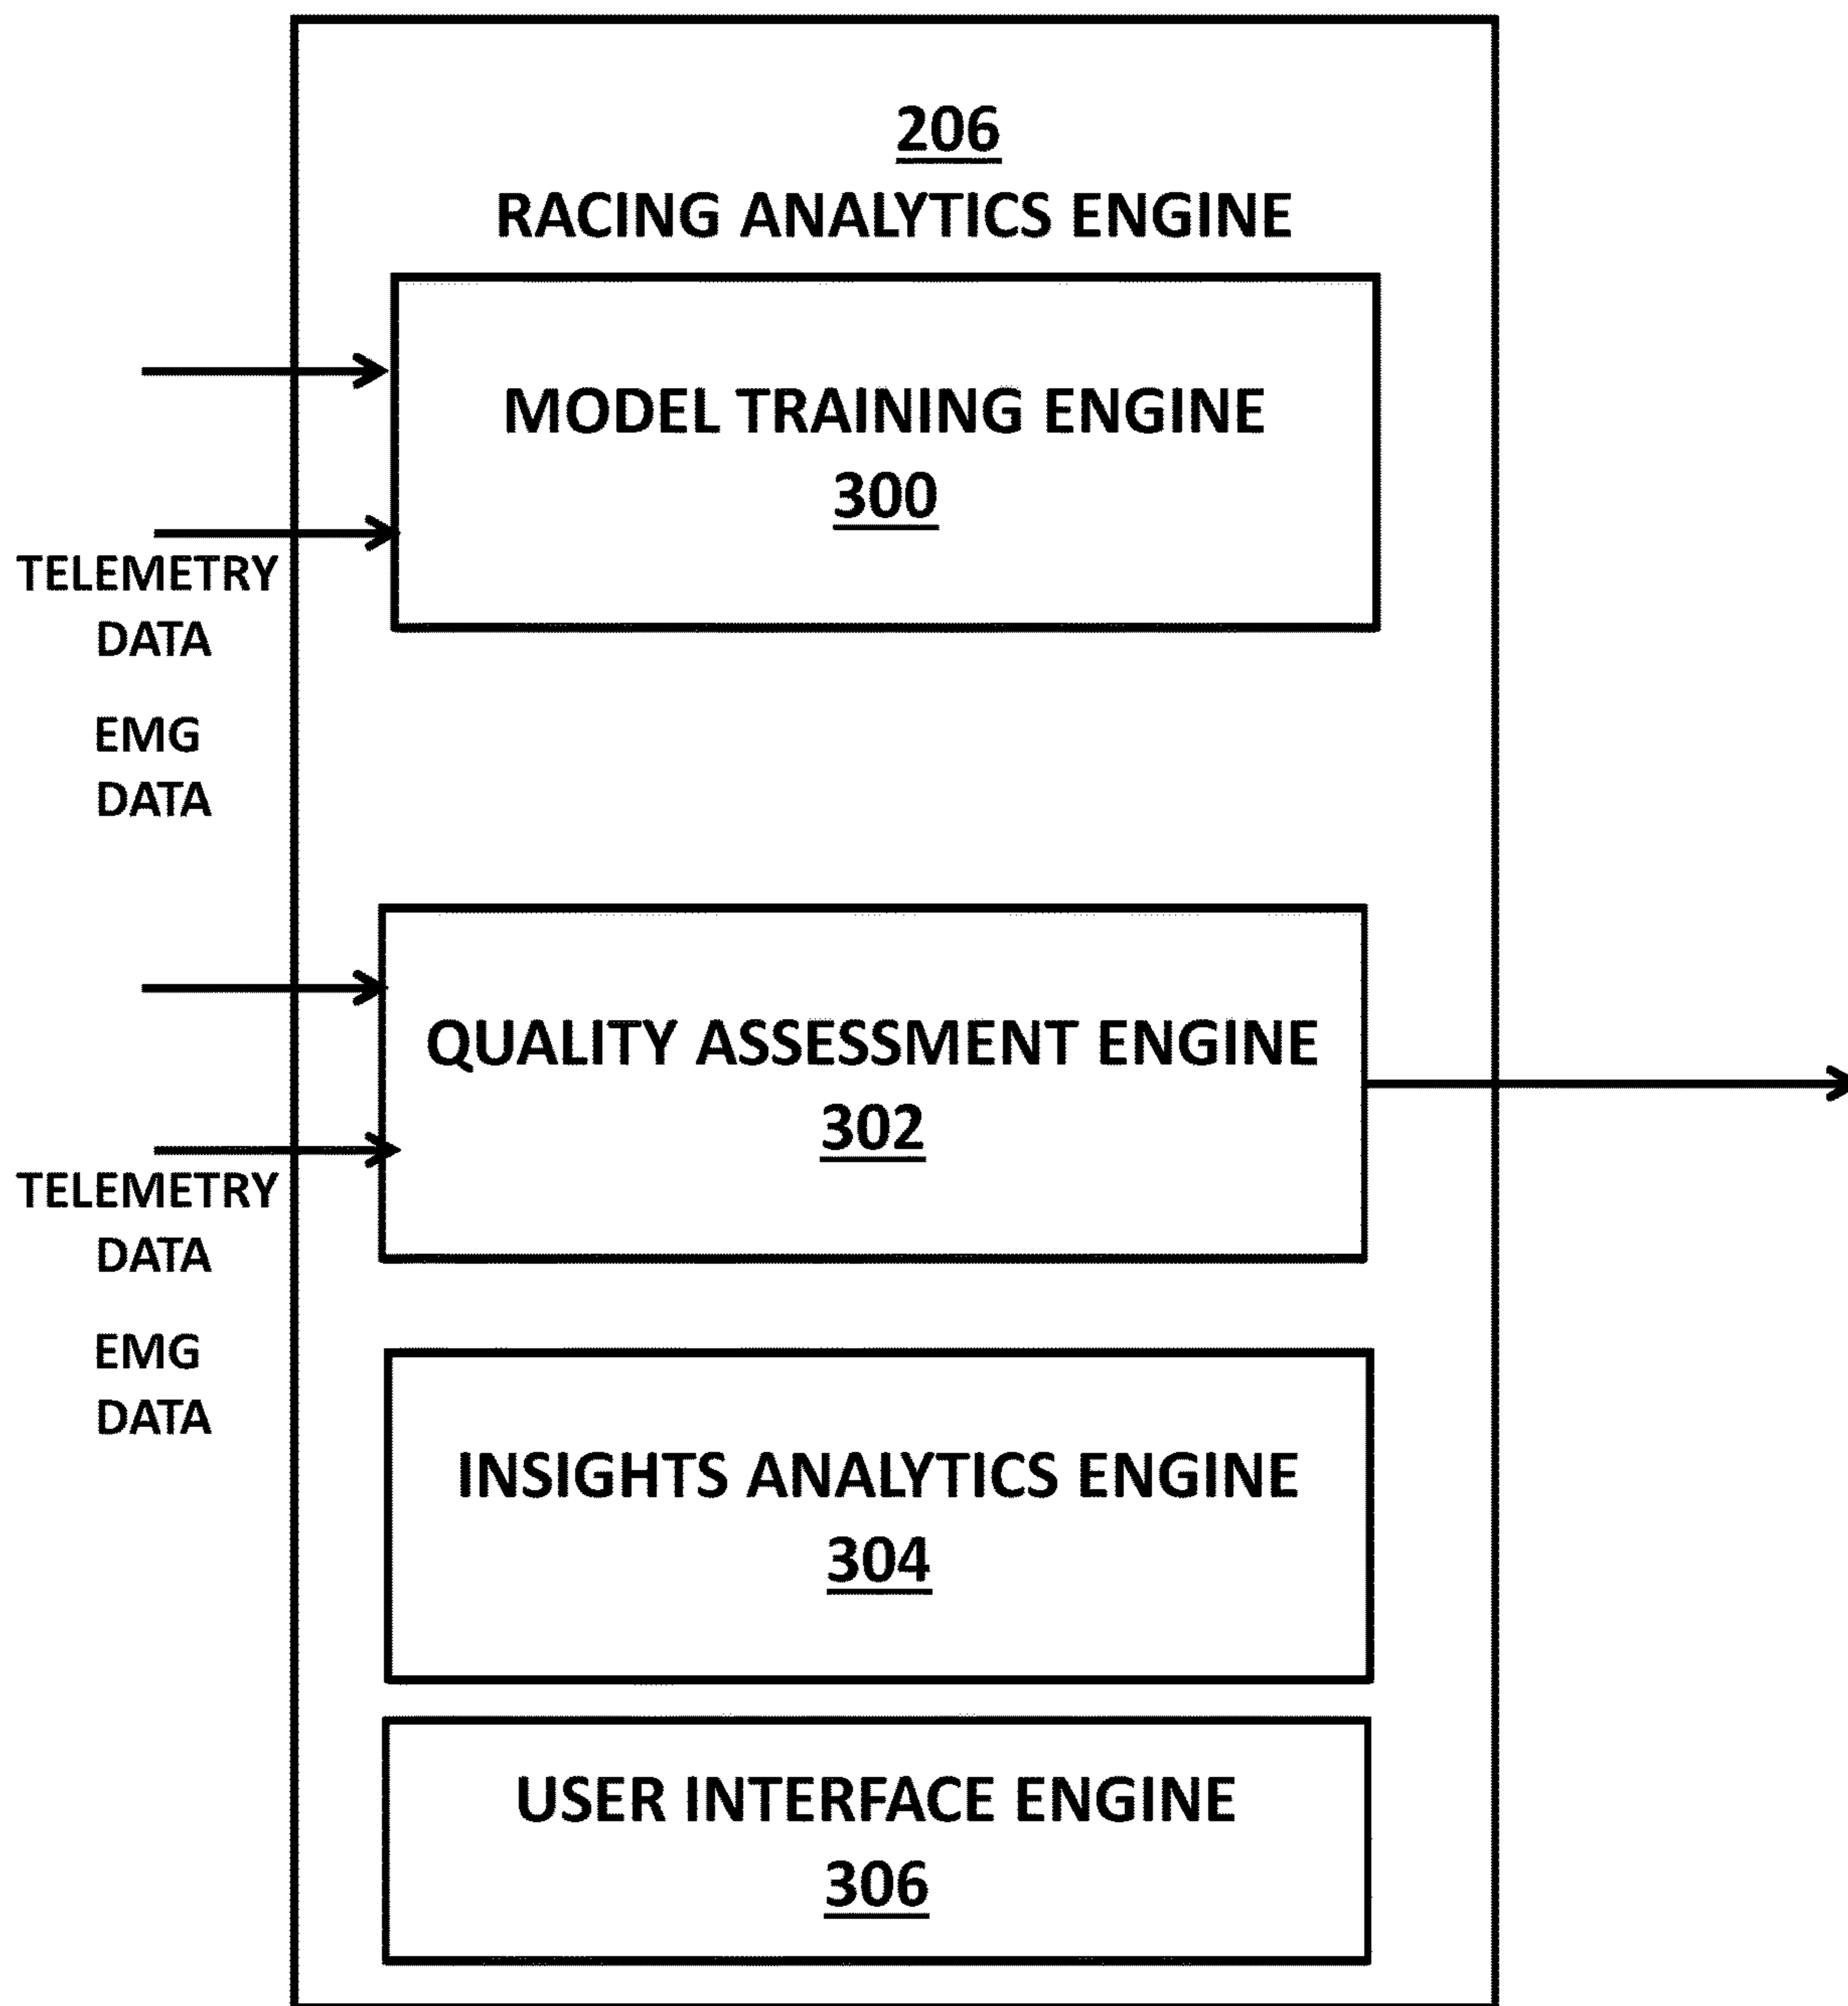 206
RACING ANALYTICS ENGINE
MODEL TRAINING ENGINE
300
TELEMETRY
DATA
EMG
DATA
QUALITY ASSESSMENT ENGINE
302
TELEMETRY
DATA
EMG
DATA
INSIGHTS ANALYTICS ENGINE
304
USER INTERFACE ENGINE
306